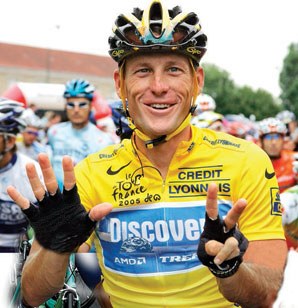 Tour
de
france
2005
CREDIT
LYONNAIS
Discovery
AMD
TREK